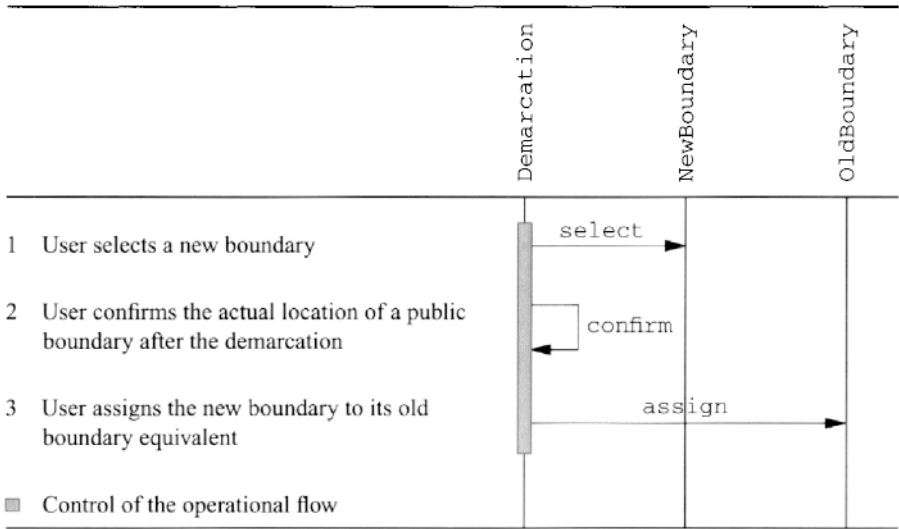 Demarcation
NewBoundary
OldBoundary
1 User selects a new boundary
select
2 User confirms the actual location of a public
boundary after the demarcation
confirm
3 User assigns the new boundary to its old
boundary equivalent
assign
Control of the operational flow